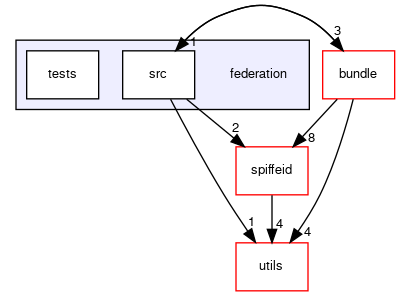 1
3
tests
src
federation
bundle
2
8
spiffeid
1
4
4
utils